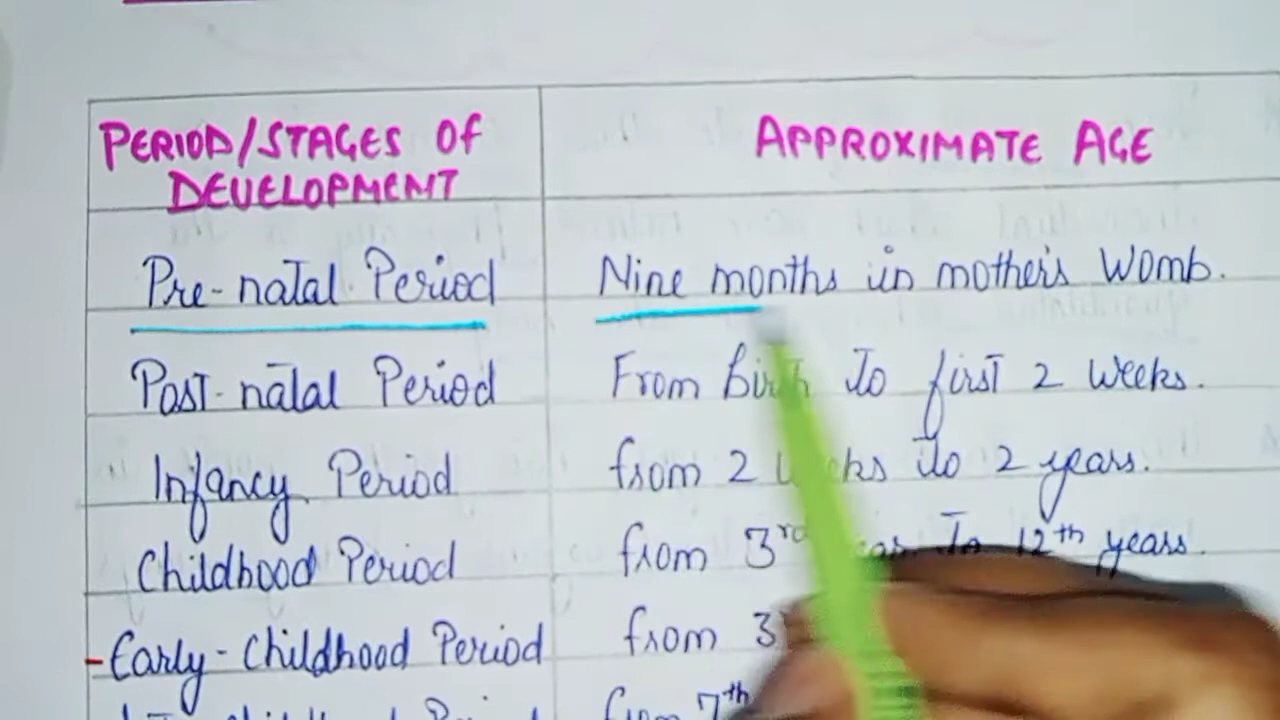 PERIOD/STAGES OF
DEVELOPMENT
APPROXIMATE AGE
Pre-natal Period
Nine months in mother's womb.
Post-natal Period
From birth to first 2 weeks.
Infancy Period
from 2 weeks to 2 years.
Childhood Period
from 3rd year to 12th years.
-Early-Childhood Period
from 3
Period
from 7th